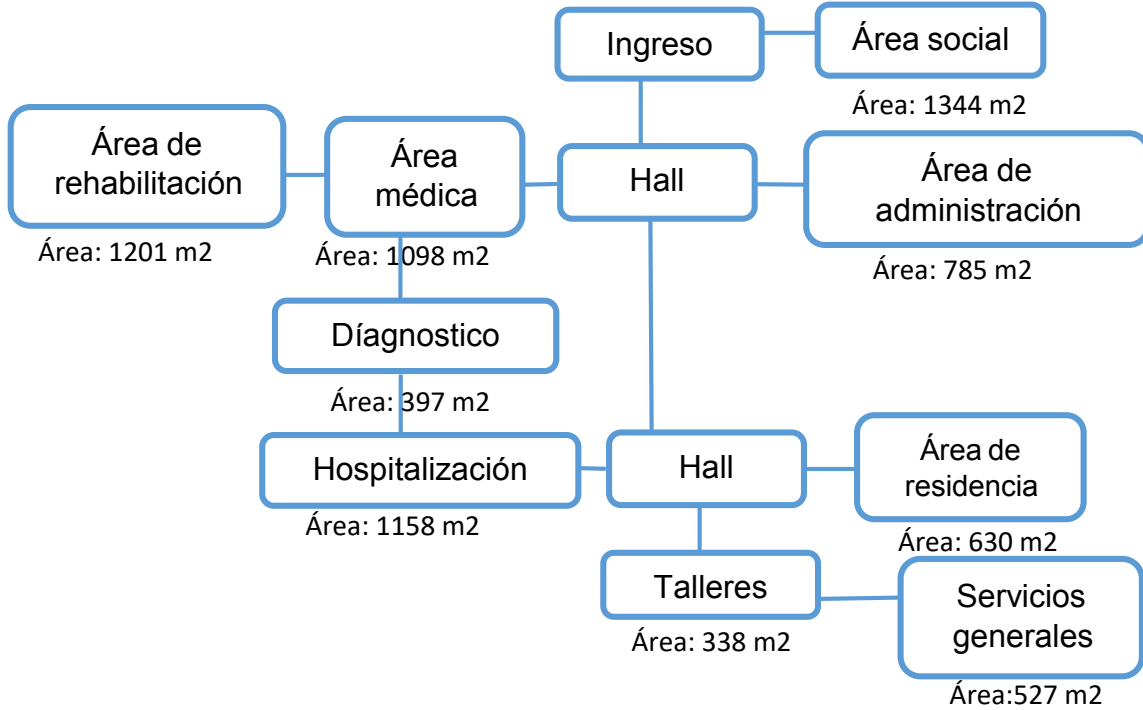 Ingreso
Área social
Área: 1344 m2
Área de
rehabilitación
Área: 1201 m2
Área
médica
Área: 1098 m2
Hall
Área de
administración
Área: 785 m2
Díagnostico
Área: 397 m2
Hospitalización
Área: 1158 m2
Hall
Área de
residencia
Área: 630 m2
Talleres
Área: 338 m2
Servicios
generales
Área:527 m2